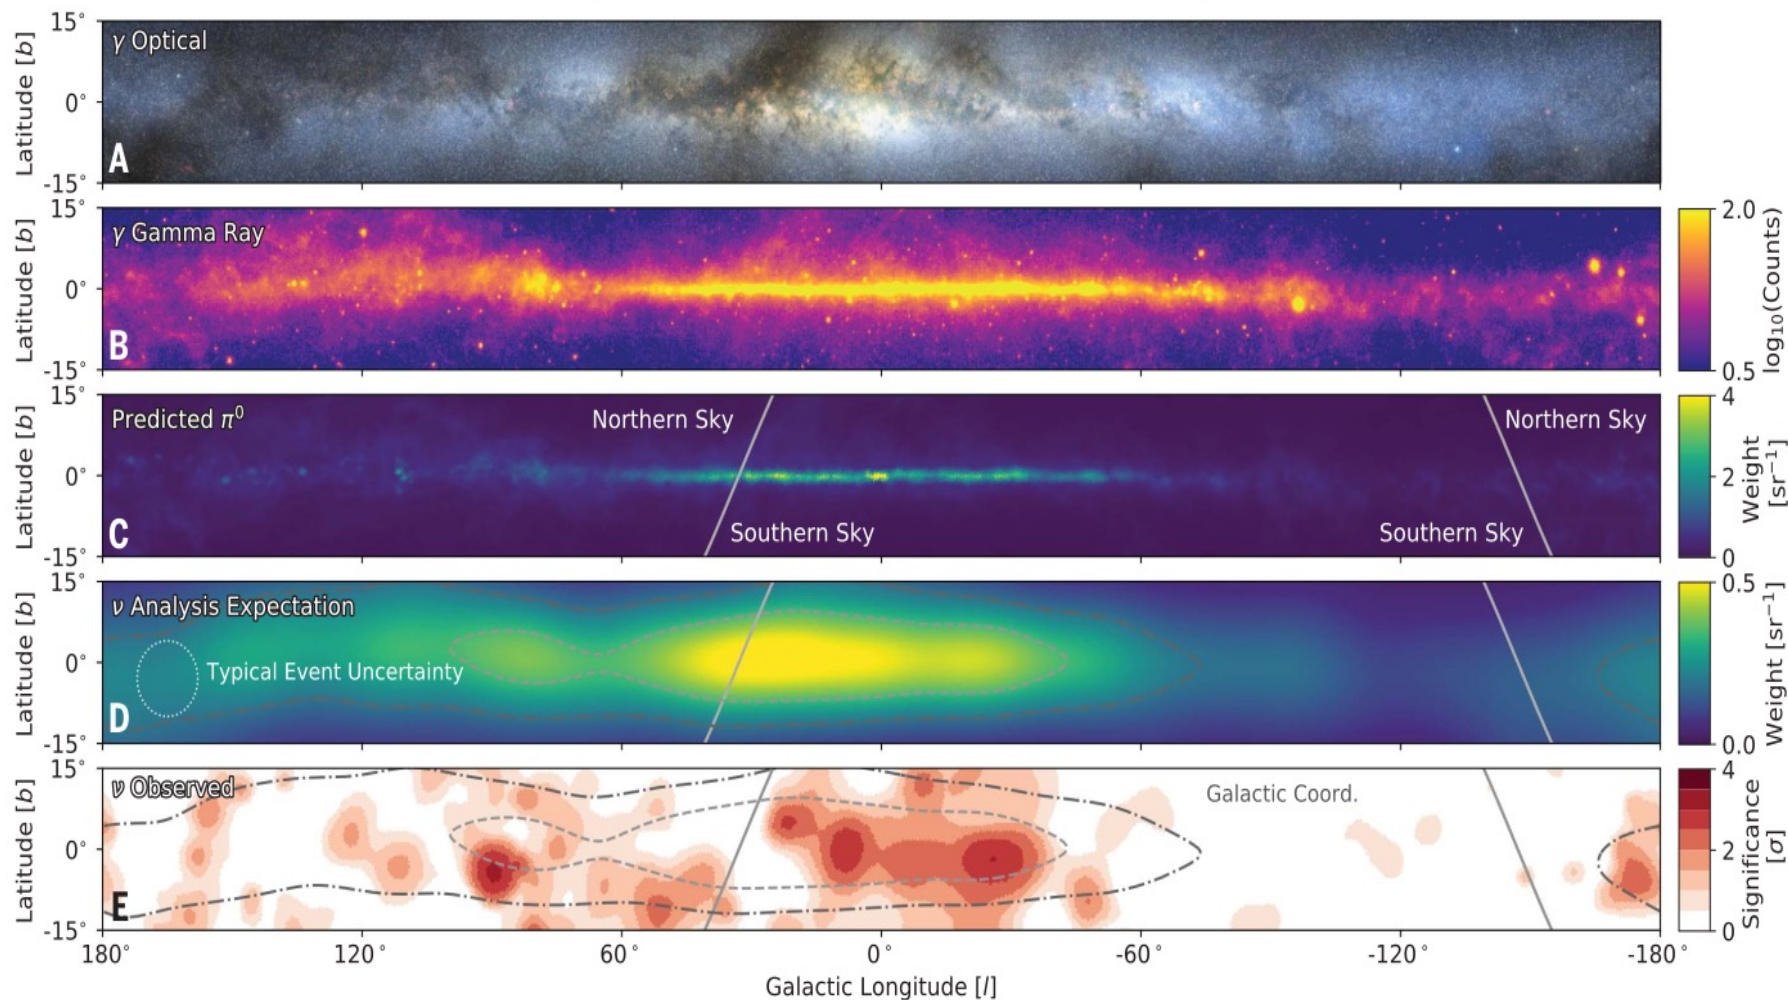 15°
γ Optical
Latitude [b]
0°
A
-15°
15°
γ Gamma Ray
Latitude [b]
0°
B
-15°
2.0
0.5
log₁₀(Counts)
15°
Predicted π⁰
Northern Sky
Northern Sky
Latitude [b]
0°
C
Southern Sky
Southern Sky
-15°
4
2
0
Weight
[sr⁻¹]
15°
ν Analysis Expectation
Latitude [b]
0°
Typical Event Uncertainty
D
-15°
0.5
0.0
Weight [sr⁻¹]
15°
ν Observed
Galactic Coord.
Latitude [b]
0°
E
-15°
4
2
0
Significance
[σ]
180°
120°
60°
0°
-60°
-120°
-180°
Galactic Longitude [l]